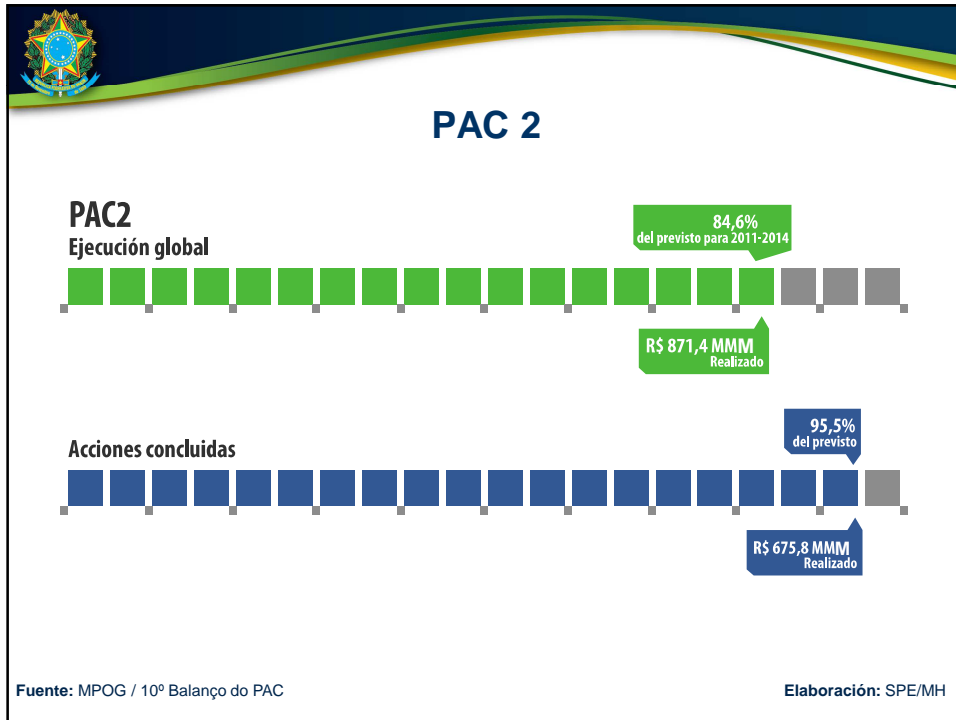 PAC 2
PAC2
Ejecución global
84,6%
del previsto para 2011-2014
R$ 871,4 MMM
Realizado
Acciones concluidas
95,5%
del previsto
R$ 675,8 MMM
Realizado
Fuente: MPOG / 10º Balanço do PAC
Elaboración: SPE/MH